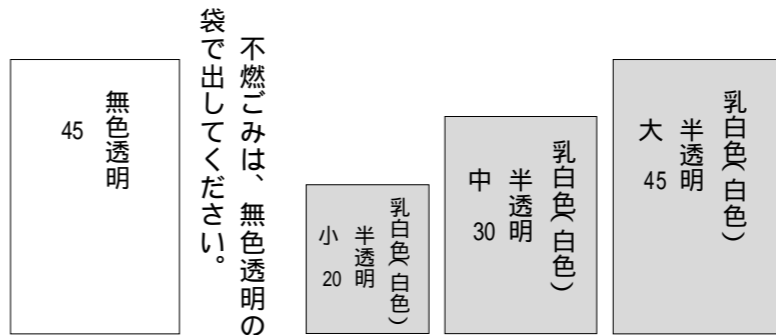 乳白色(白色)
半透明
大 45
乳白色(白色)
半透明
中 30
乳白色(白色)
半透明
小 20
不燃ごみは、無色透明の
袋で出してください。
無色透明
45